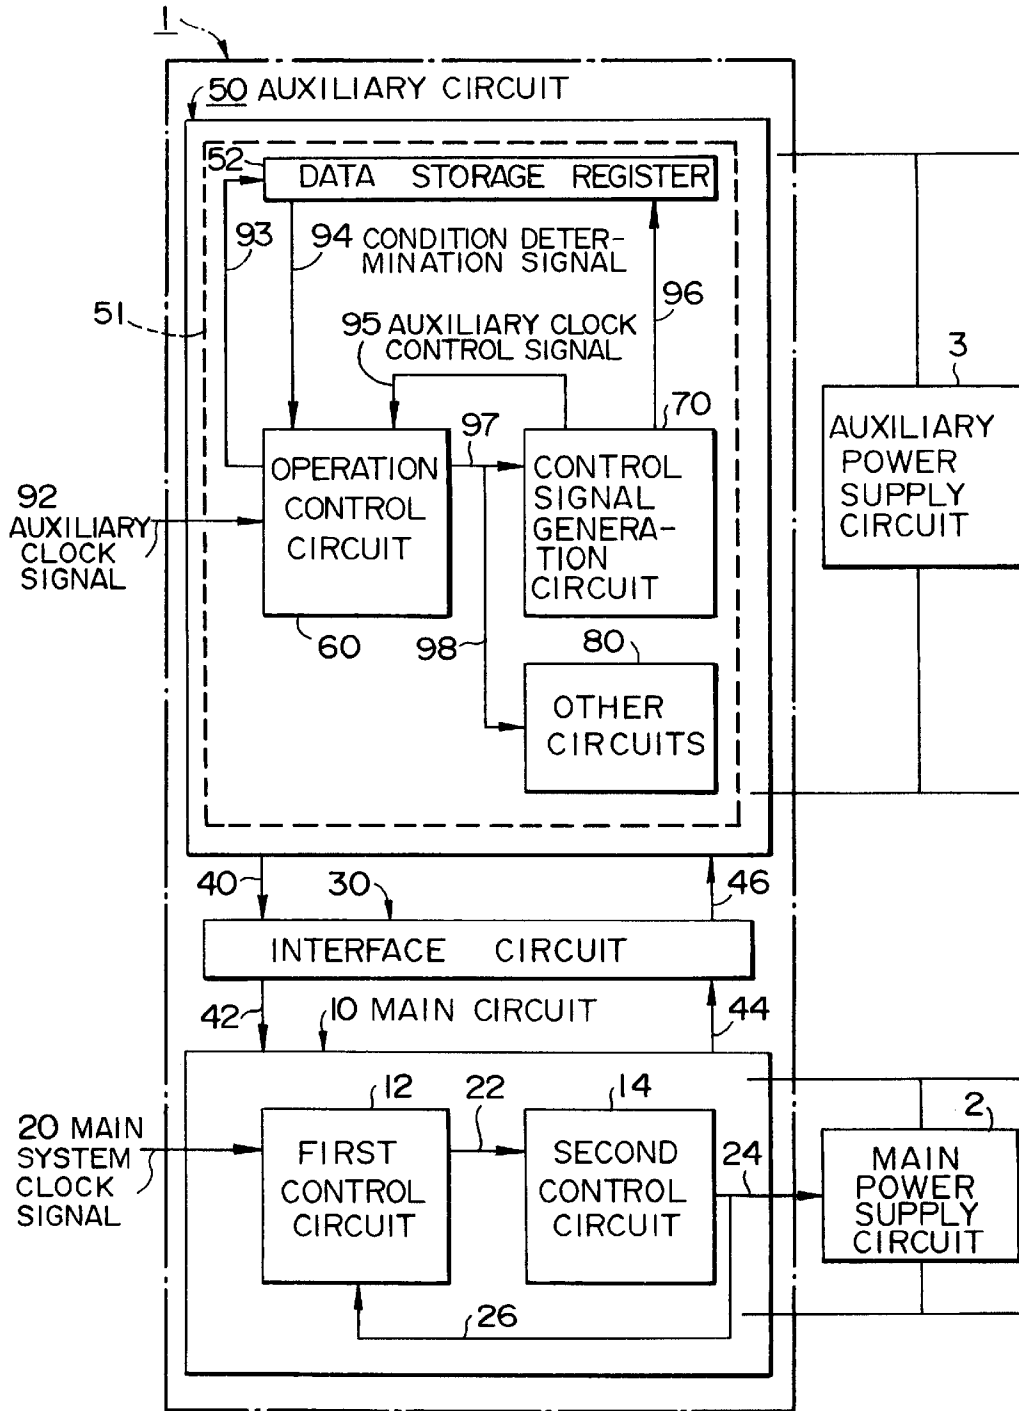 1
50 AUXILIARY CIRCUIT
52
DATA STORAGE REGISTER
93
94 CONDITION DETER-
MINATION SIGNAL
96
51
95 AUXILIARY CLOCK
CONTROL SIGNAL
3
AUXILIARY
POWER
SUPPLY
CIRCUIT
97
70
OPERATION
CONTROL
CIRCUIT
CONTROL
SIGNAL
GENERA-
TION
CIRCUIT
92
AUXILIARY
CLOCK
SIGNAL
60
98
80
OTHER
CIRCUITS
40
30
46
INTERFACE CIRCUIT
42
10 MAIN CIRCUIT
44
12
22
14
2
20 MAIN
SYSTEM
CLOCK
SIGNAL
FIRST
CONTROL
CIRCUIT
SECOND
CONTROL
CIRCUIT
24
MAIN
POWER
SUPPLY
CIRCUIT
26